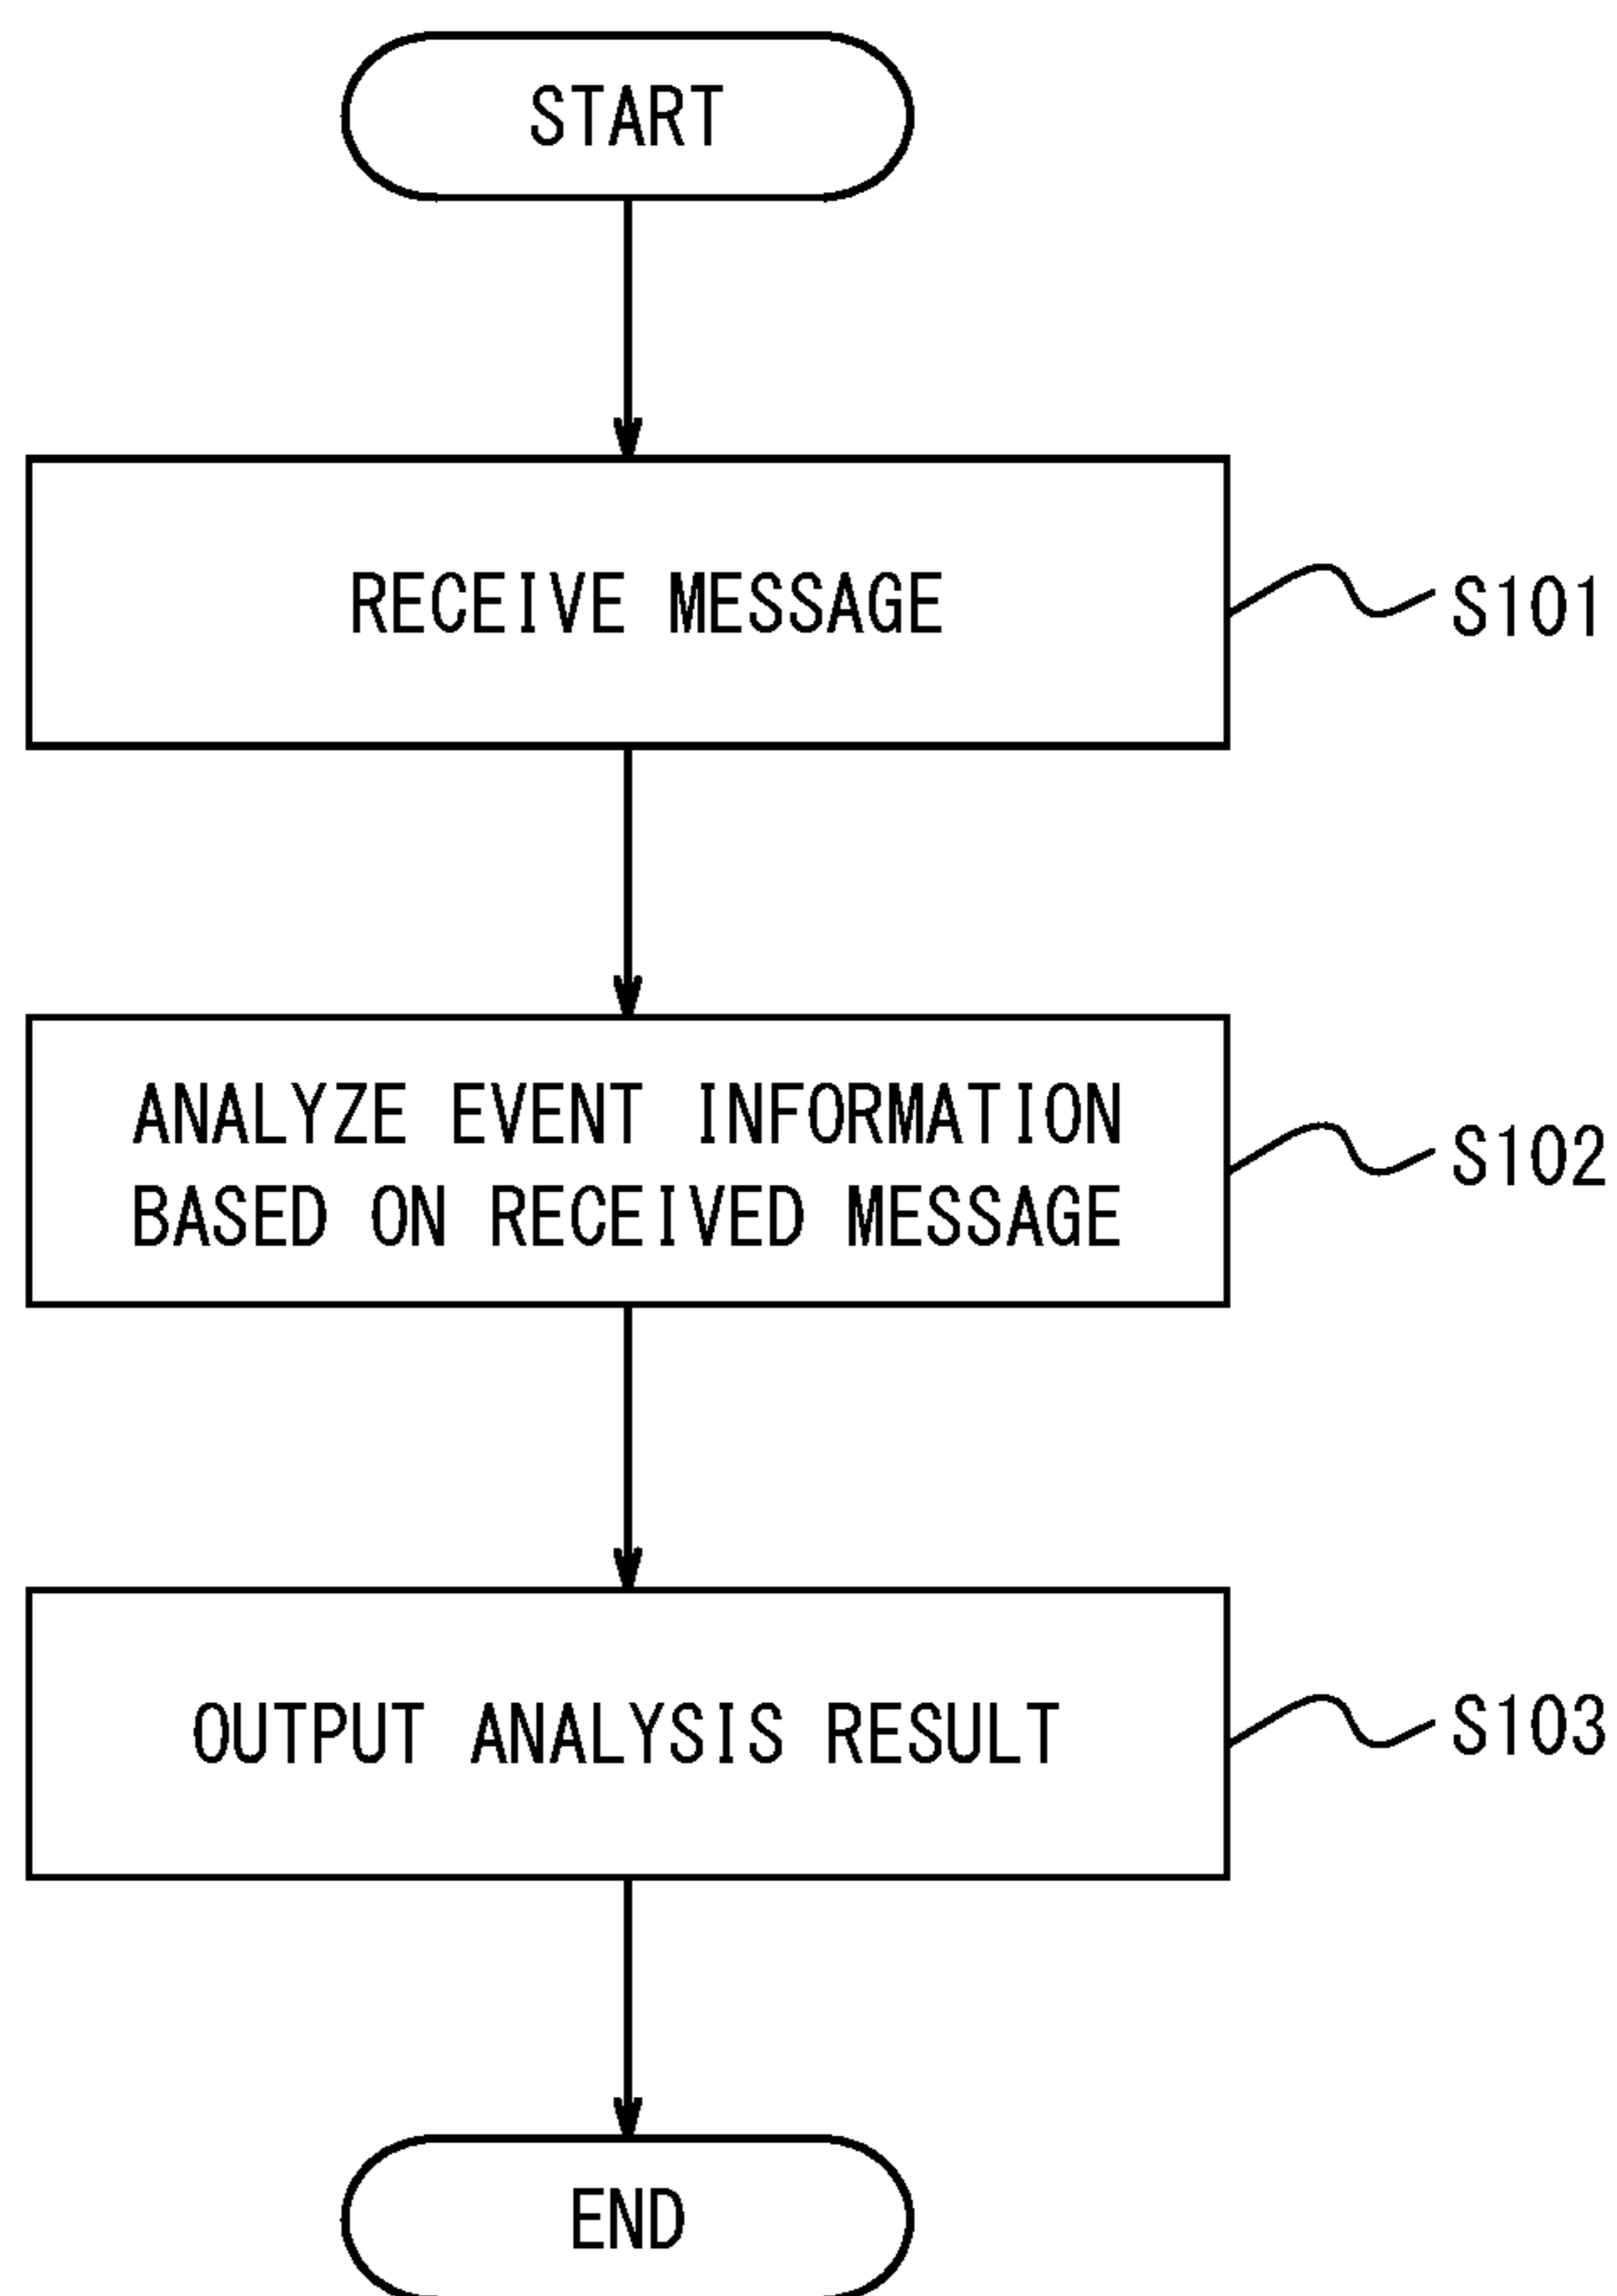 START
RECEIVE MESSAGE
S101
ANALYZE EVENT INFORMATION
BASED ON RECEIVED MESSAGE
S102
OUTPUT ANALYSIS RESULT
S103
END